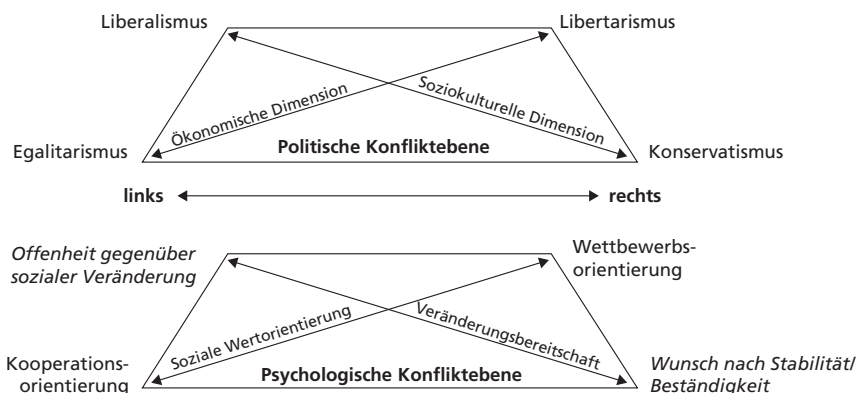 Liberalismus
Libertarismus
Ökonomische Dimension
Soziokulturelle Dimension
Egalitarismus
Politische Konfliktebene
Konservatismus
links
rechts
Offenheit gegenüber
sozialer Veränderung
Wettbewerbs-
orientierung
Soziale Wertorientierung
Veränderungsbereitschaft
Kooperations-
orientierung
Psychologische Konfliktebene
Wunsch nach Stabilität/
Beständigkeit